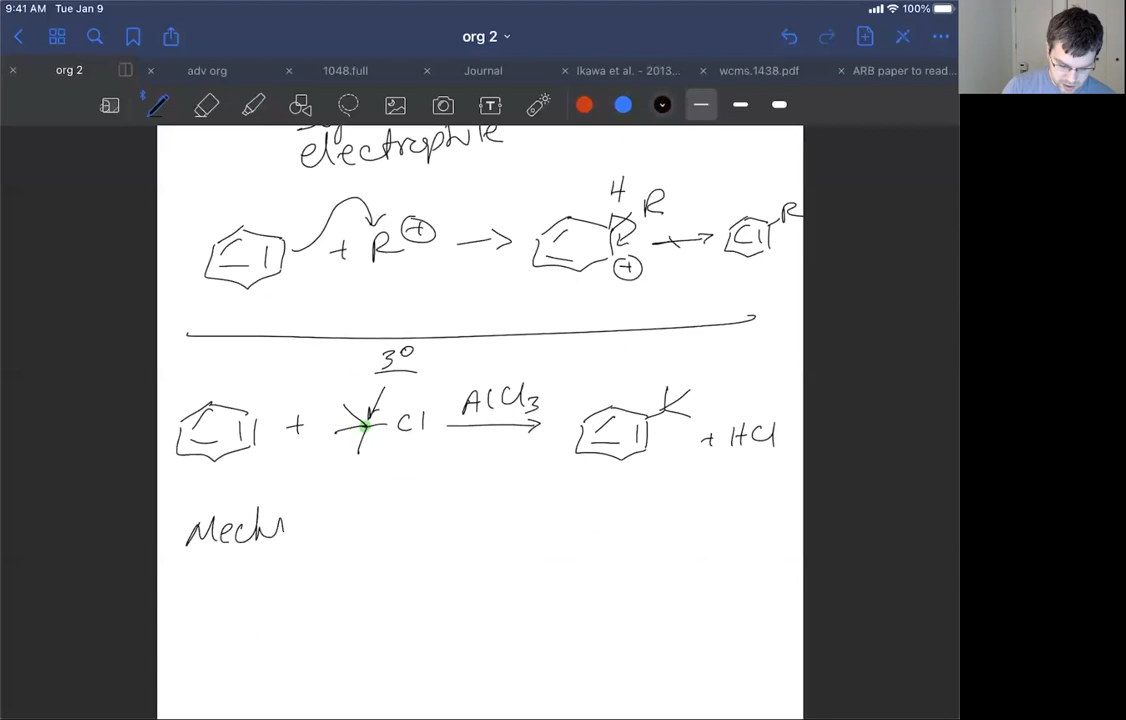 9:41 AM Tue Jan 9
100%
org 2
org 2
adv org
1048.full
Journal
Ikawa et al. - 2013...
wcms.1438.pdf
ARB paper to read...
T
electrophile
+ R + → R + → R
3°
+ Cl AlCl3 → + HCl
Mech